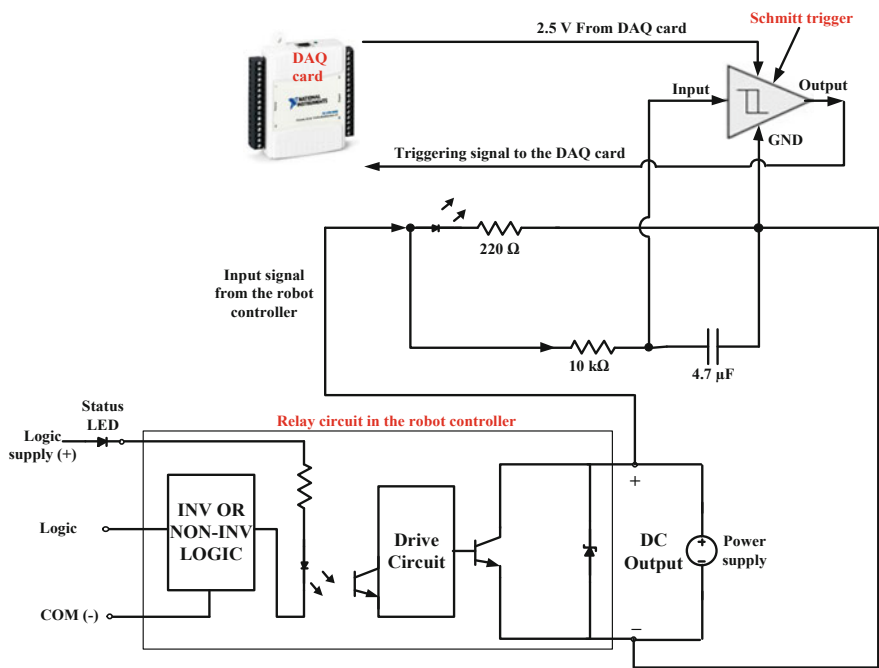 2.5 V From DAQ card
Schmitt trigger
DAQ
card
NATIONAL
INSTRUMENTS
Input
Output
GND
Triggering signal to the DAQ card
220 Ω
Input signal
from the robot
controller
10 kΩ
4.7 µF
Status
LED
Relay circuit in the robot controller
Logic
supply (+)
INV OR
NON-INV
LOGIC
Logic
Drive
Circuit
+
DC
Output
+
−
Power
supply
COM (-)
−